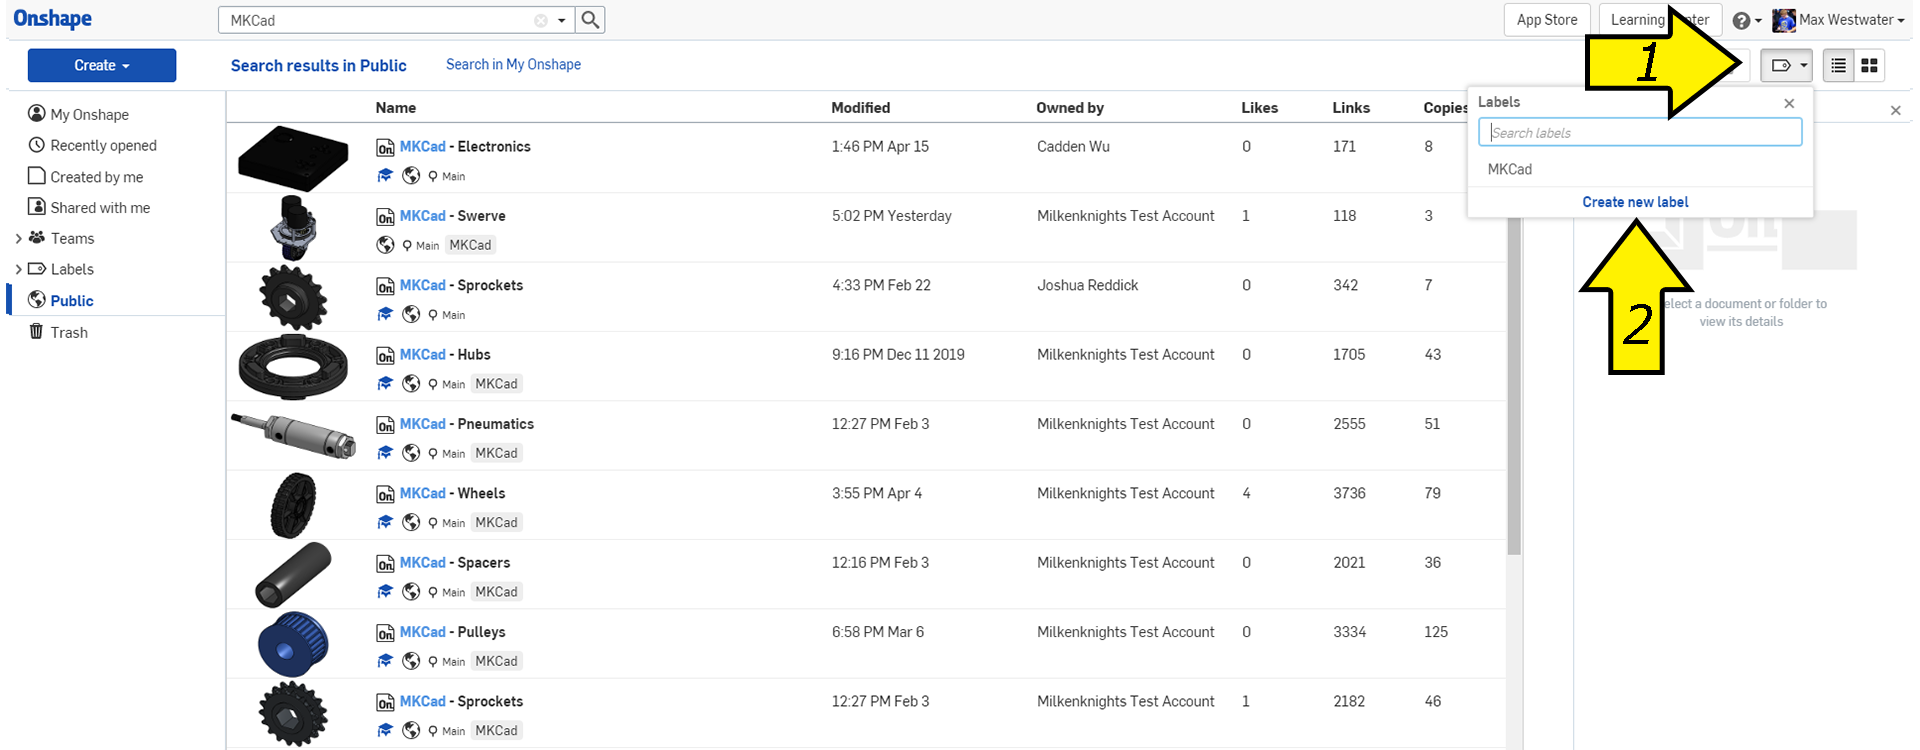 Onshape
MKCad
App Store
Learning
Max Westwater
Create
Search results in Public
Search in My Onshape
1
My Onshape
Recently opened
Created by me
Shared with me
Teams
Labels
Public
Trash
Name Modified Owned by Likes Links Copies
MKCad - Electronics 1:46 PM Apr 15 Cadden Wu 0 171 8
Main
MKCad - Swerve 5:02 PM Yesterday Milkenknights Test Account 1 118 3
Main MKCad
MKCad - Sprockets 4:33 PM Feb 22 Joshua Reddick 0 342 7
Main
MKCad - Hubs 9:16 PM Dec 11 2019 Milkenknights Test Account 0 1705 43
Main MKCad
MKCad - Pneumatics 12:27 PM Feb 3 Milkenknights Test Account 0 2555 51
Main MKCad
MKCad - Wheels 3:55 PM Apr 4 Milkenknights Test Account 4 3736 79
Main MKCad
MKCad - Spacers 12:16 PM Feb 3 Milkenknights Test Account 0 2021 36
Main MKCad
MKCad - Pulleys 6:58 PM Mar 6 Milkenknights Test Account 0 3334 125
Main MKCad
MKCad - Sprockets 12:27 PM Feb 3 Milkenknights Test Account 1 2182 46
Main MKCad
Labels
Search labels
MKCad
Create new label
2
a document or folder to
view its details